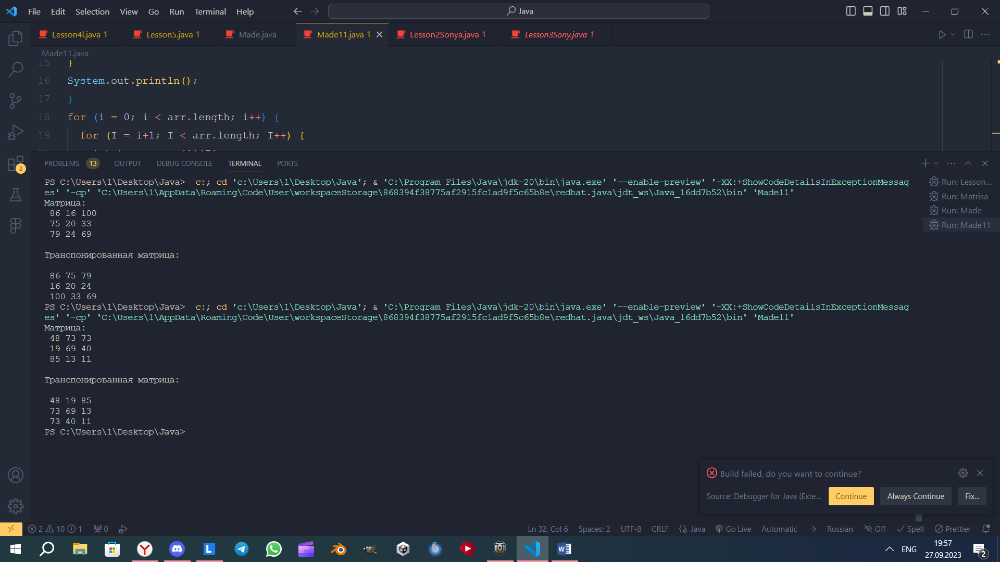 File Edit Selection View Go Run Terminal Help
Java
Lesson4l.java 1 Lesson5.java 1 Made.java Made11.java 1 Lesson2Sonya.java 1 Lesson3Sony.java 1
Made11.java
15 }
16 System.out.println();
17 }
18 for (i = 0; i < arr.length; i++) {
19 for (I = i+1; I < arr.length; I++) {
PROBLEMS 13 OUTPUT DEBUG CONSOLE TERMINAL PORTS
2
PS C:\Users\1\Desktop\Java>  c:; cd 'c:\Users\1\Desktop\Java'; & 'C:\Program Files\Java\jdk-20\bin\java.exe' '--enable-preview' '-XX:+ShowCodeDetailsInExceptionMessag
es' '-cp' 'C:\Users\1\AppData\Roaming\Code\User\workspaceStorage\868394f38775af2915fc1ad9f5c65b8e\redhat.java\jdt_ws\Java_16dd7b52\bin' 'Made11'
Матрица:
86 16 100
75 20 33
79 24 69
Транспонированная матрица:
86 75 79
16 20 24
100 33 69
PS C:\Users\1\Desktop\Java>  c:; cd 'c:\Users\1\Desktop\Java'; & 'C:\Program Files\Java\jdk-20\bin\java.exe' '--enable-preview' '-XX:+ShowCodeDetailsInExceptionMessag
es' '-cp' 'C:\Users\1\AppData\Roaming\Code\User\workspaceStorage\868394f38775af2915fc1ad9f5c65b8e\redhat.java\jdt_ws\Java_16dd7b52\bin' 'Made11'
Матрица:
48 73 73
19 69 40
85 13 11
Транспонированная матрица:
48 19 85
73 69 13
73 40 11
PS C:\Users\1\Desktop\Java>
Run: Lesson...
Run: Matrisa
Run: Made
Run: Made11
Build failed, do you want to continue?
Source: Debugger for Java (Exte... Continue Always Continue Fix...
2 10 1 0 Ln 32, Col 6 Spaces: 2 UTF-8 CRLF Java Go Live Automatic Russian Off Spell Prettier
ENG 19:57
27.09.2023 2